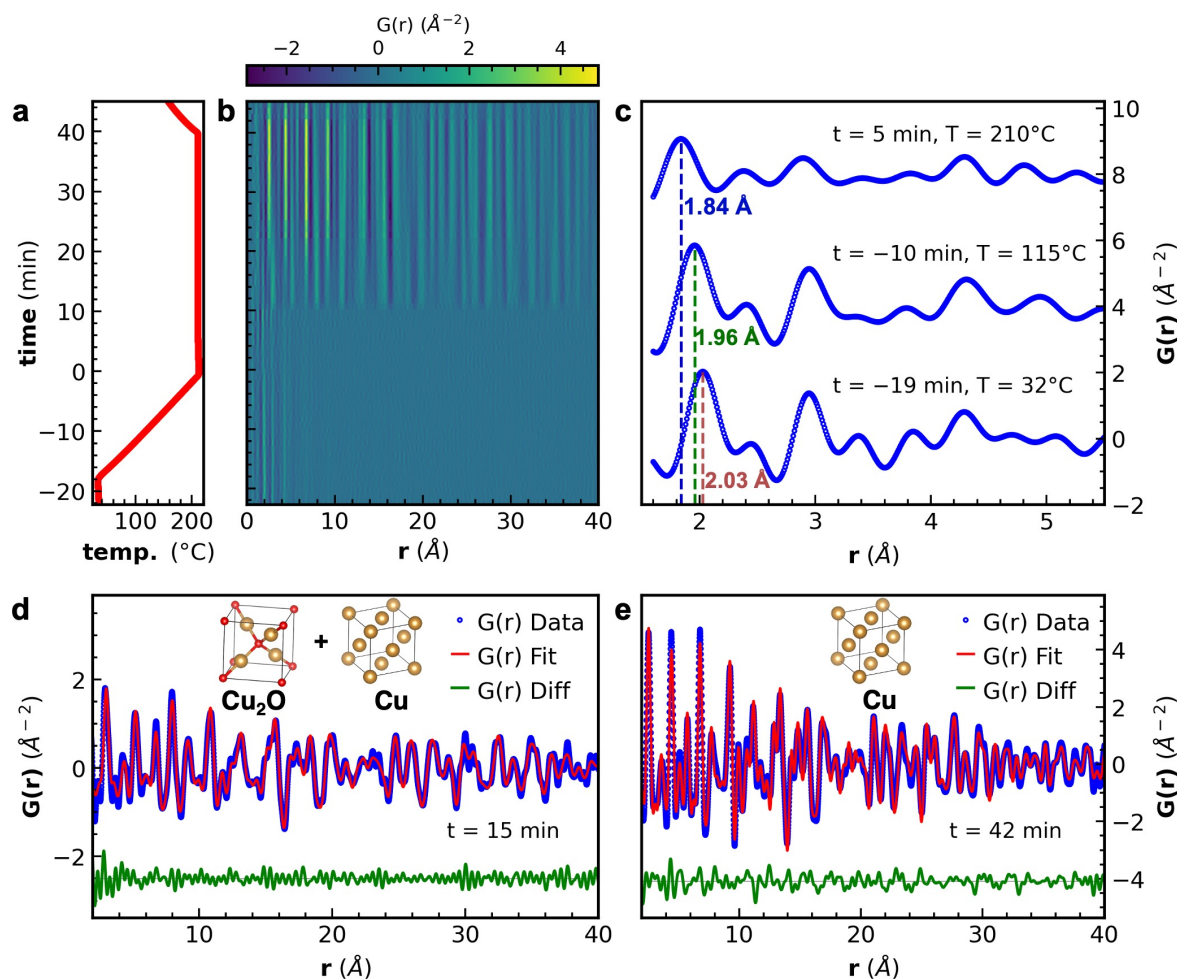 G(r) (Å⁻²)
−2 0 2 4
a
b
c
40
30
20
10
0
−10
−20
time (min)
100 200
temp. (°C)
0 10 20 30 40
r (Å)
t = 5 min, T = 210°C
1.84 Å
t = −10 min, T = 115°C
1.96 Å
t = −19 min, T = 32°C
2.03 Å
10
8
6
4
2
0
−2
G(r) (Å⁻²)
2 3 4 5
r (Å)
d
Cu₂O
+
Cu
G(r) Data
G(r) Fit
G(r) Diff
t = 15 min
2
0
−2
G(r) (Å⁻²)
10 20 30 40
r (Å)
e
Cu
G(r) Data
G(r) Fit
G(r) Diff
t = 42 min
4
2
0
−2
−4
G(r) (Å⁻²)
10 20 30 40
r (Å)